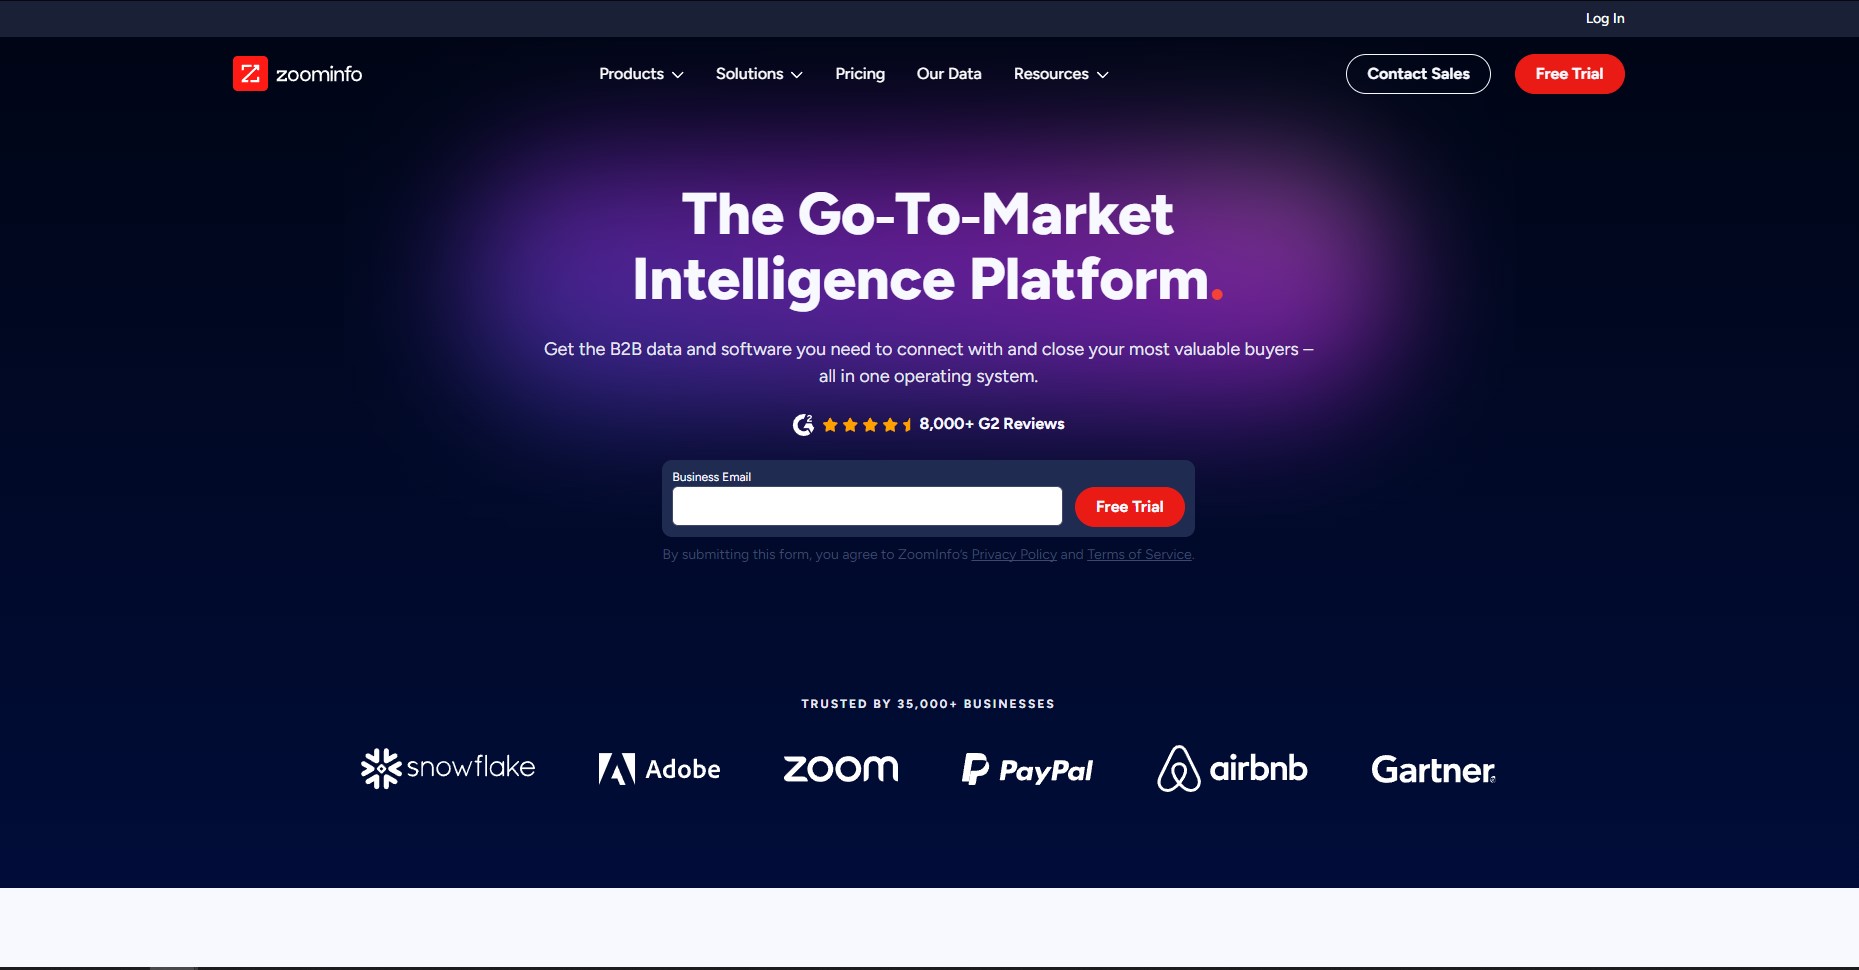 Log In
zoominfo
Products
Solutions
Pricing
Our Data
Resources
Contact Sales
Free Trial
The Go-To-Market
Intelligence Platform.
Get the B2B data and software you need to connect with and close your most valuable buyers –
all in one operating system.
G2 8,000+ G2 Reviews
Business Email
Free Trial
By submitting this form, you agree to ZoomInfo's Privacy Policy and Terms of Service.
TRUSTED BY 35,000+ BUSINESSES
snowflake
Adobe
zoom
PayPal
airbnb
Gartner